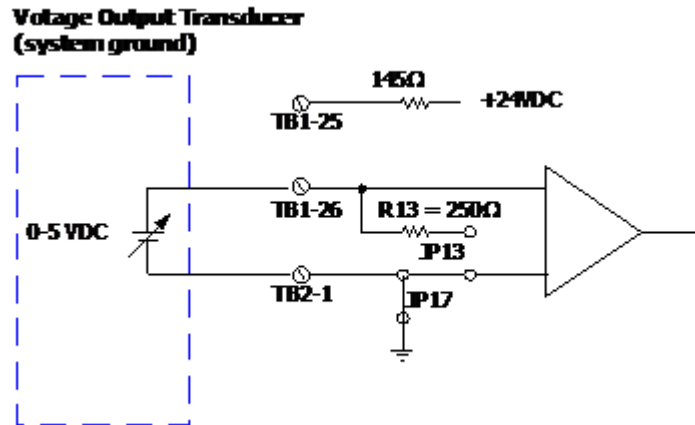 Votage Output Transducer
(system ground)
145Ω
+24VDC
TB1-25
TB1-26
R13 = 250Ω
0-5 VDC
JP13
TB2-1
JP17